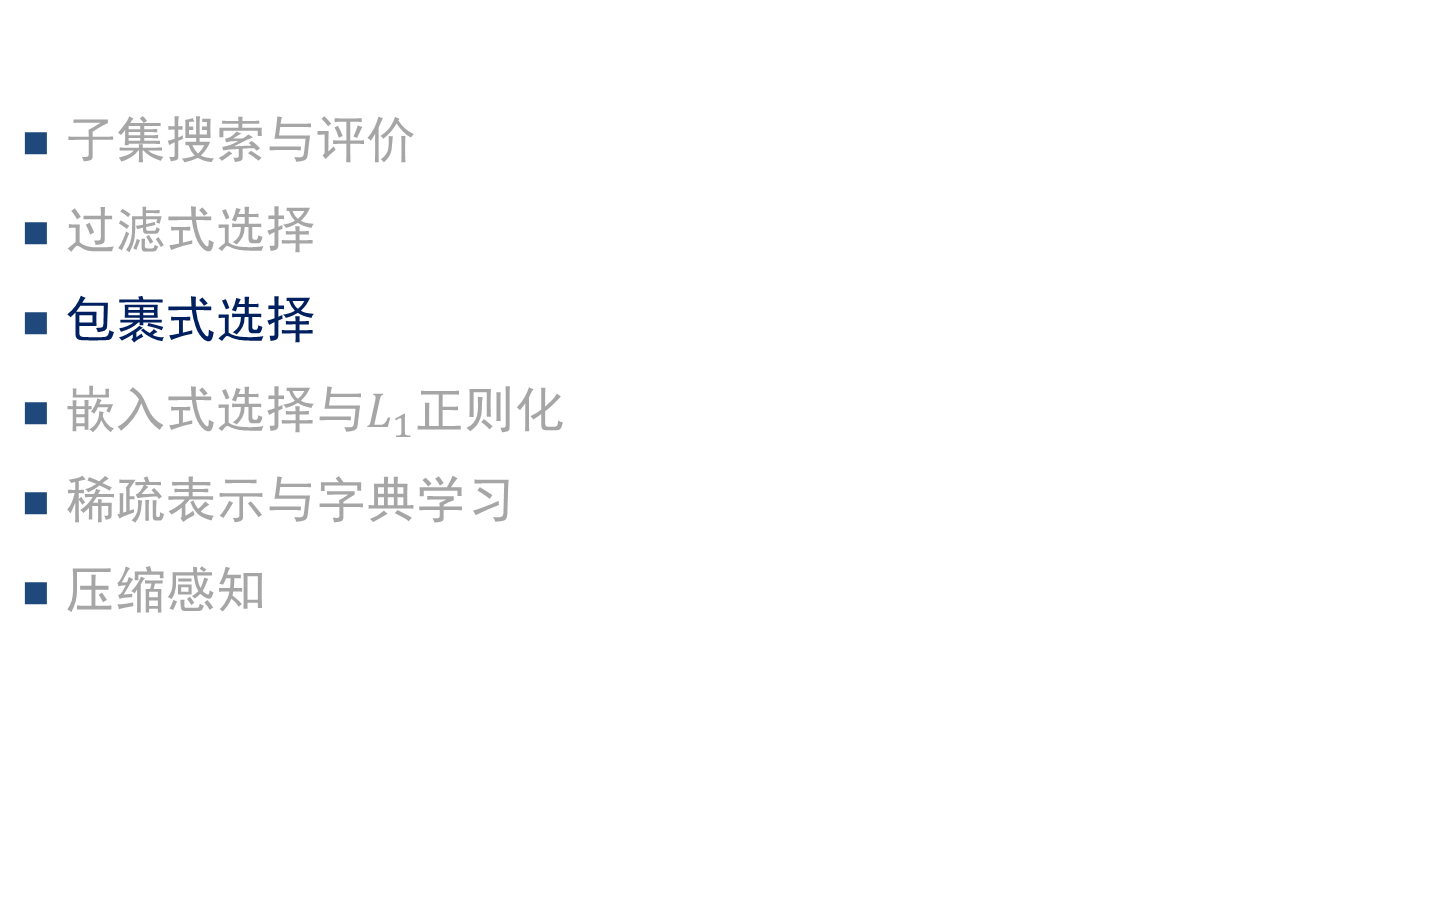 ■ 子集搜索与评价
■ 过滤式选择
■ 包裹式选择
■ 嵌入式选择与L₁正则化
■ 稀疏表示与字典学习
■ 压缩感知